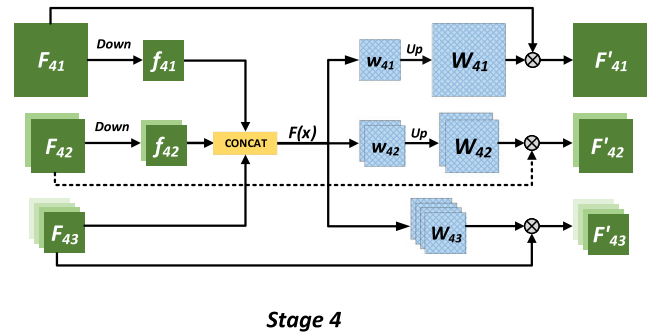 F41 Down f41 w41 Up W41 F'41
F42 Down f42 CONCAT F(x) w42 Up W42 F'42
F43 W43 F'43
Stage 4